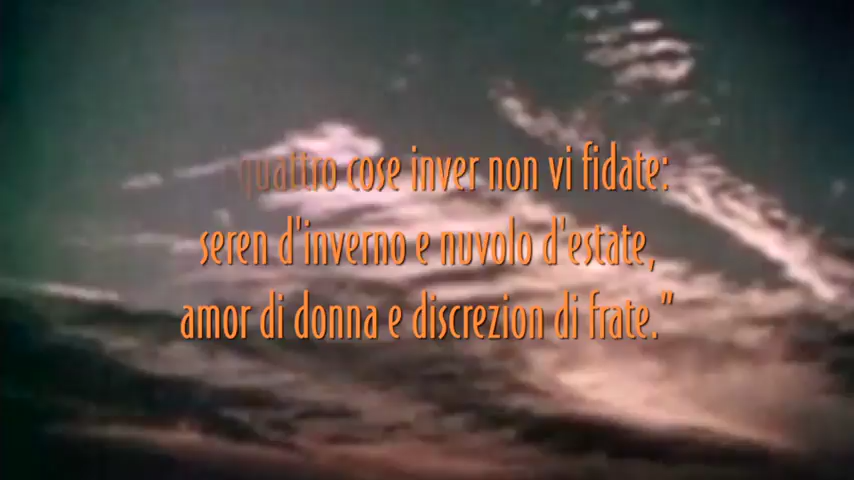 quattro cose inver non vi fidate:
seren d'inverno e nuvolo d'estate,
amor di donna e discrezion di frate.”